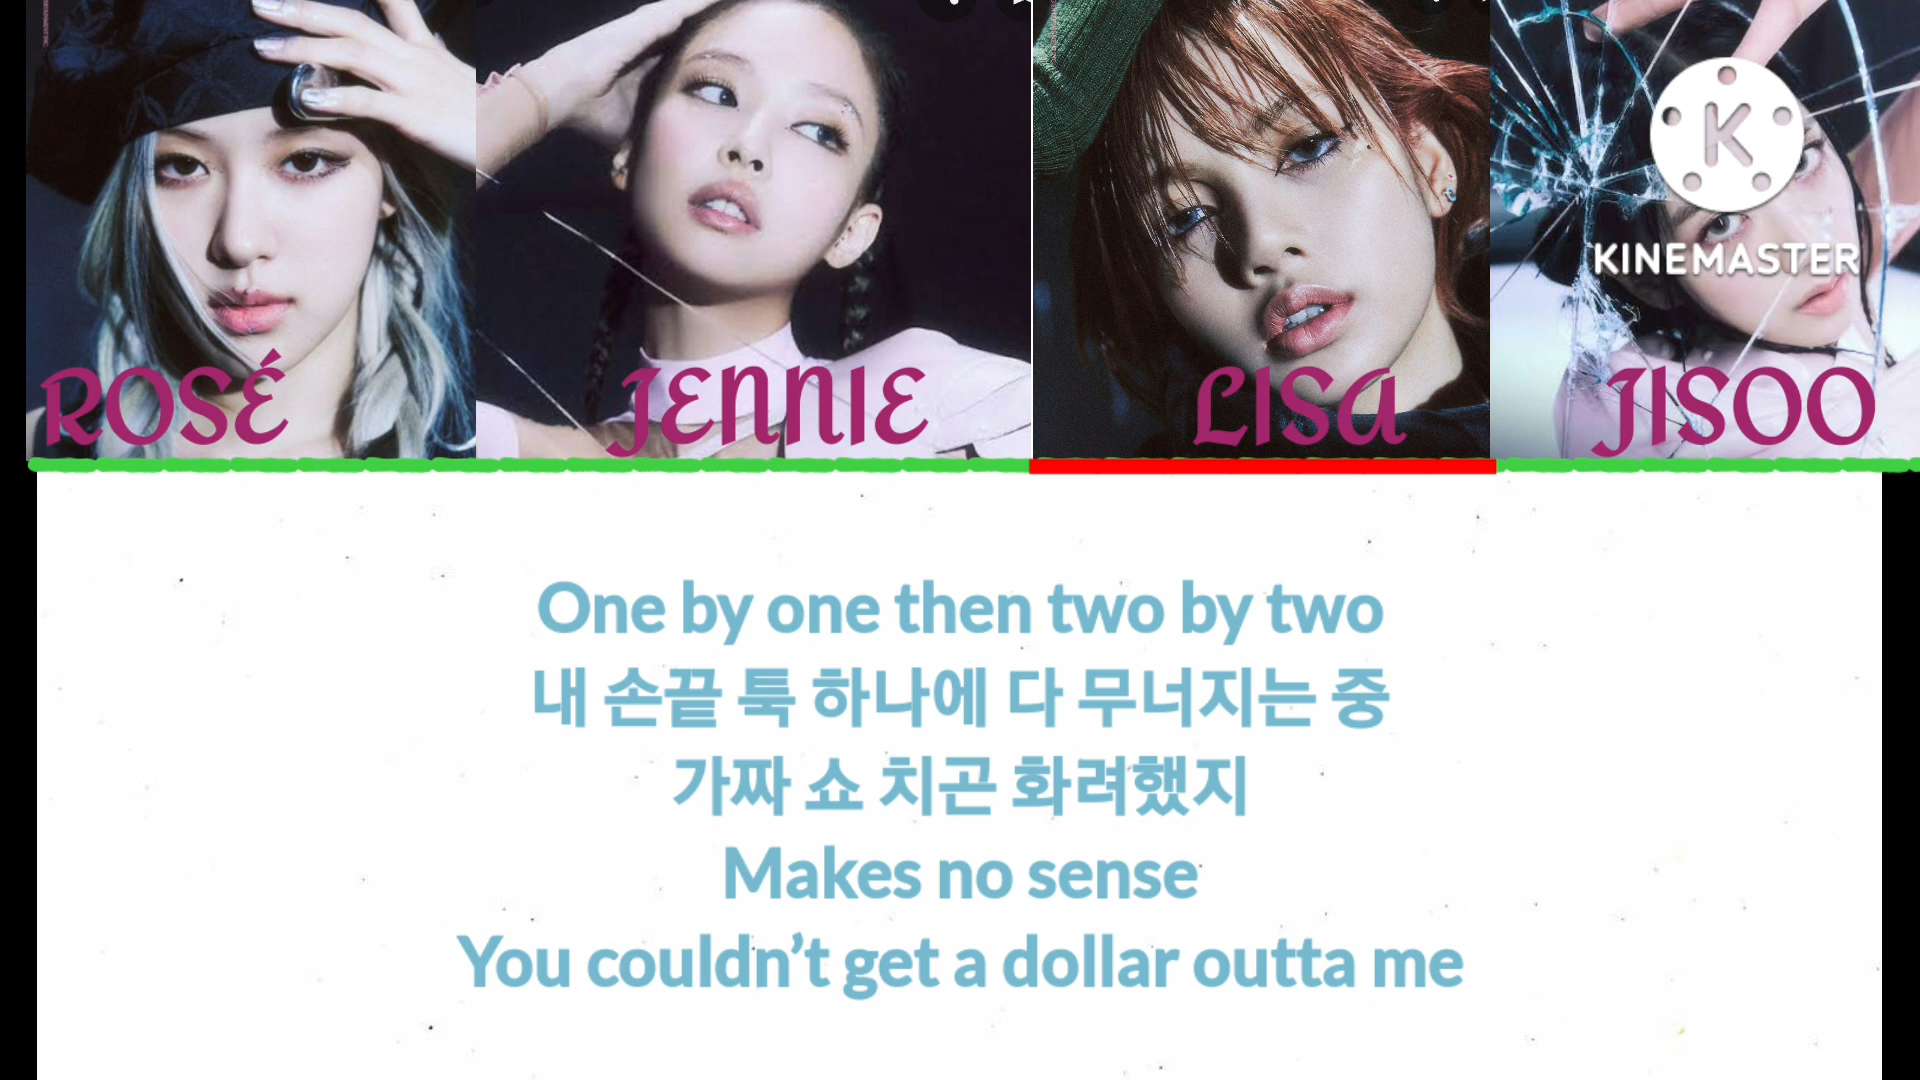 ROSÉ
JENNIE
LISA
JISOO
K
KINEMASTER
One by one then two by two
내 손끝 툭 하나에 다 무너지는 중
가짜 쇼 치곤 화려했지
Makes no sense
You couldn’t get a dollar outta me